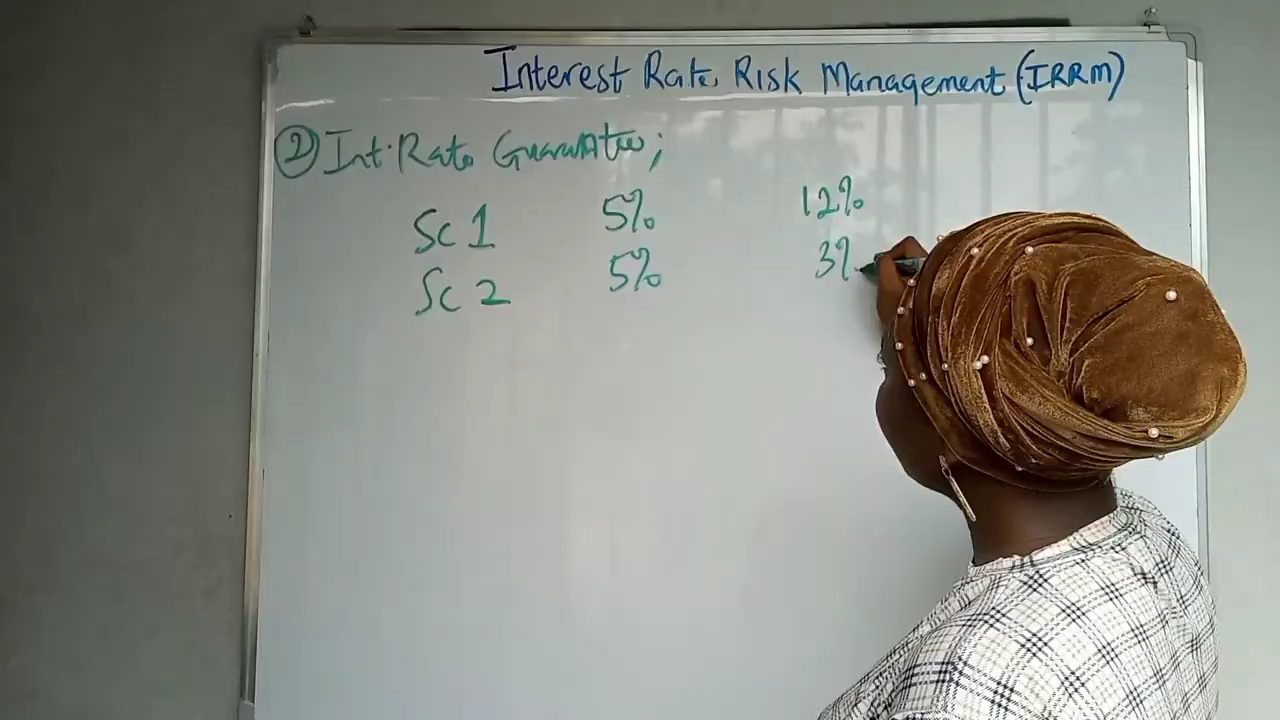 Interest Rate Risk Management (IRRM)
② Int. Rate Guarantee;
Sc 1 5% 12%
Sc 2 5% 3%